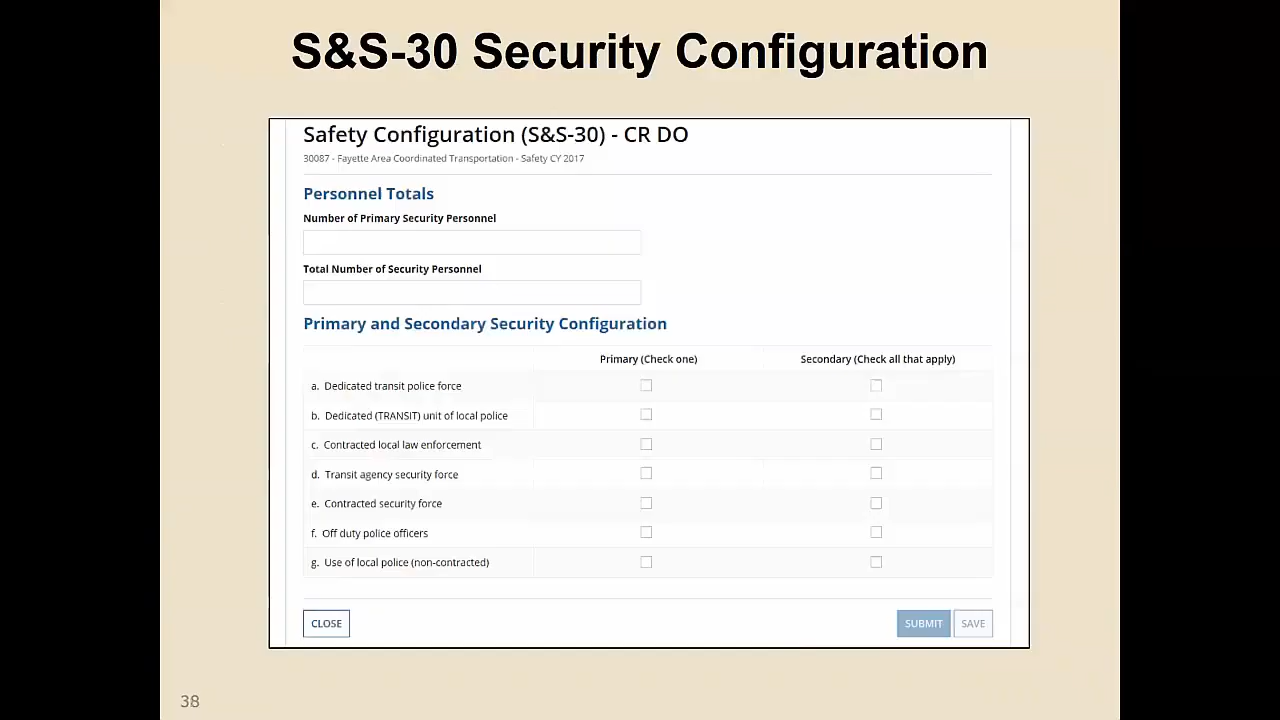 S&S-30 Security Configuration
Safety Configuration (S&S-30) - CR DO
30087 - Fayette Area Coordinated Transportation - Safety CY 2017
Personnel Totals
Number of Primary Security Personnel
Total Number of Security Personnel
Primary and Secondary Security Configuration
Primary (Check one) Secondary (Check all that apply)
a. Dedicated transit police force
b. Dedicated (TRANSIT) unit of local police
c. Contracted local law enforcement
d. Transit agency security force
e. Contracted security force
f. Off duty police officers
g. Use of local police (non-contracted)
CLOSE SUBMIT SAVE
38